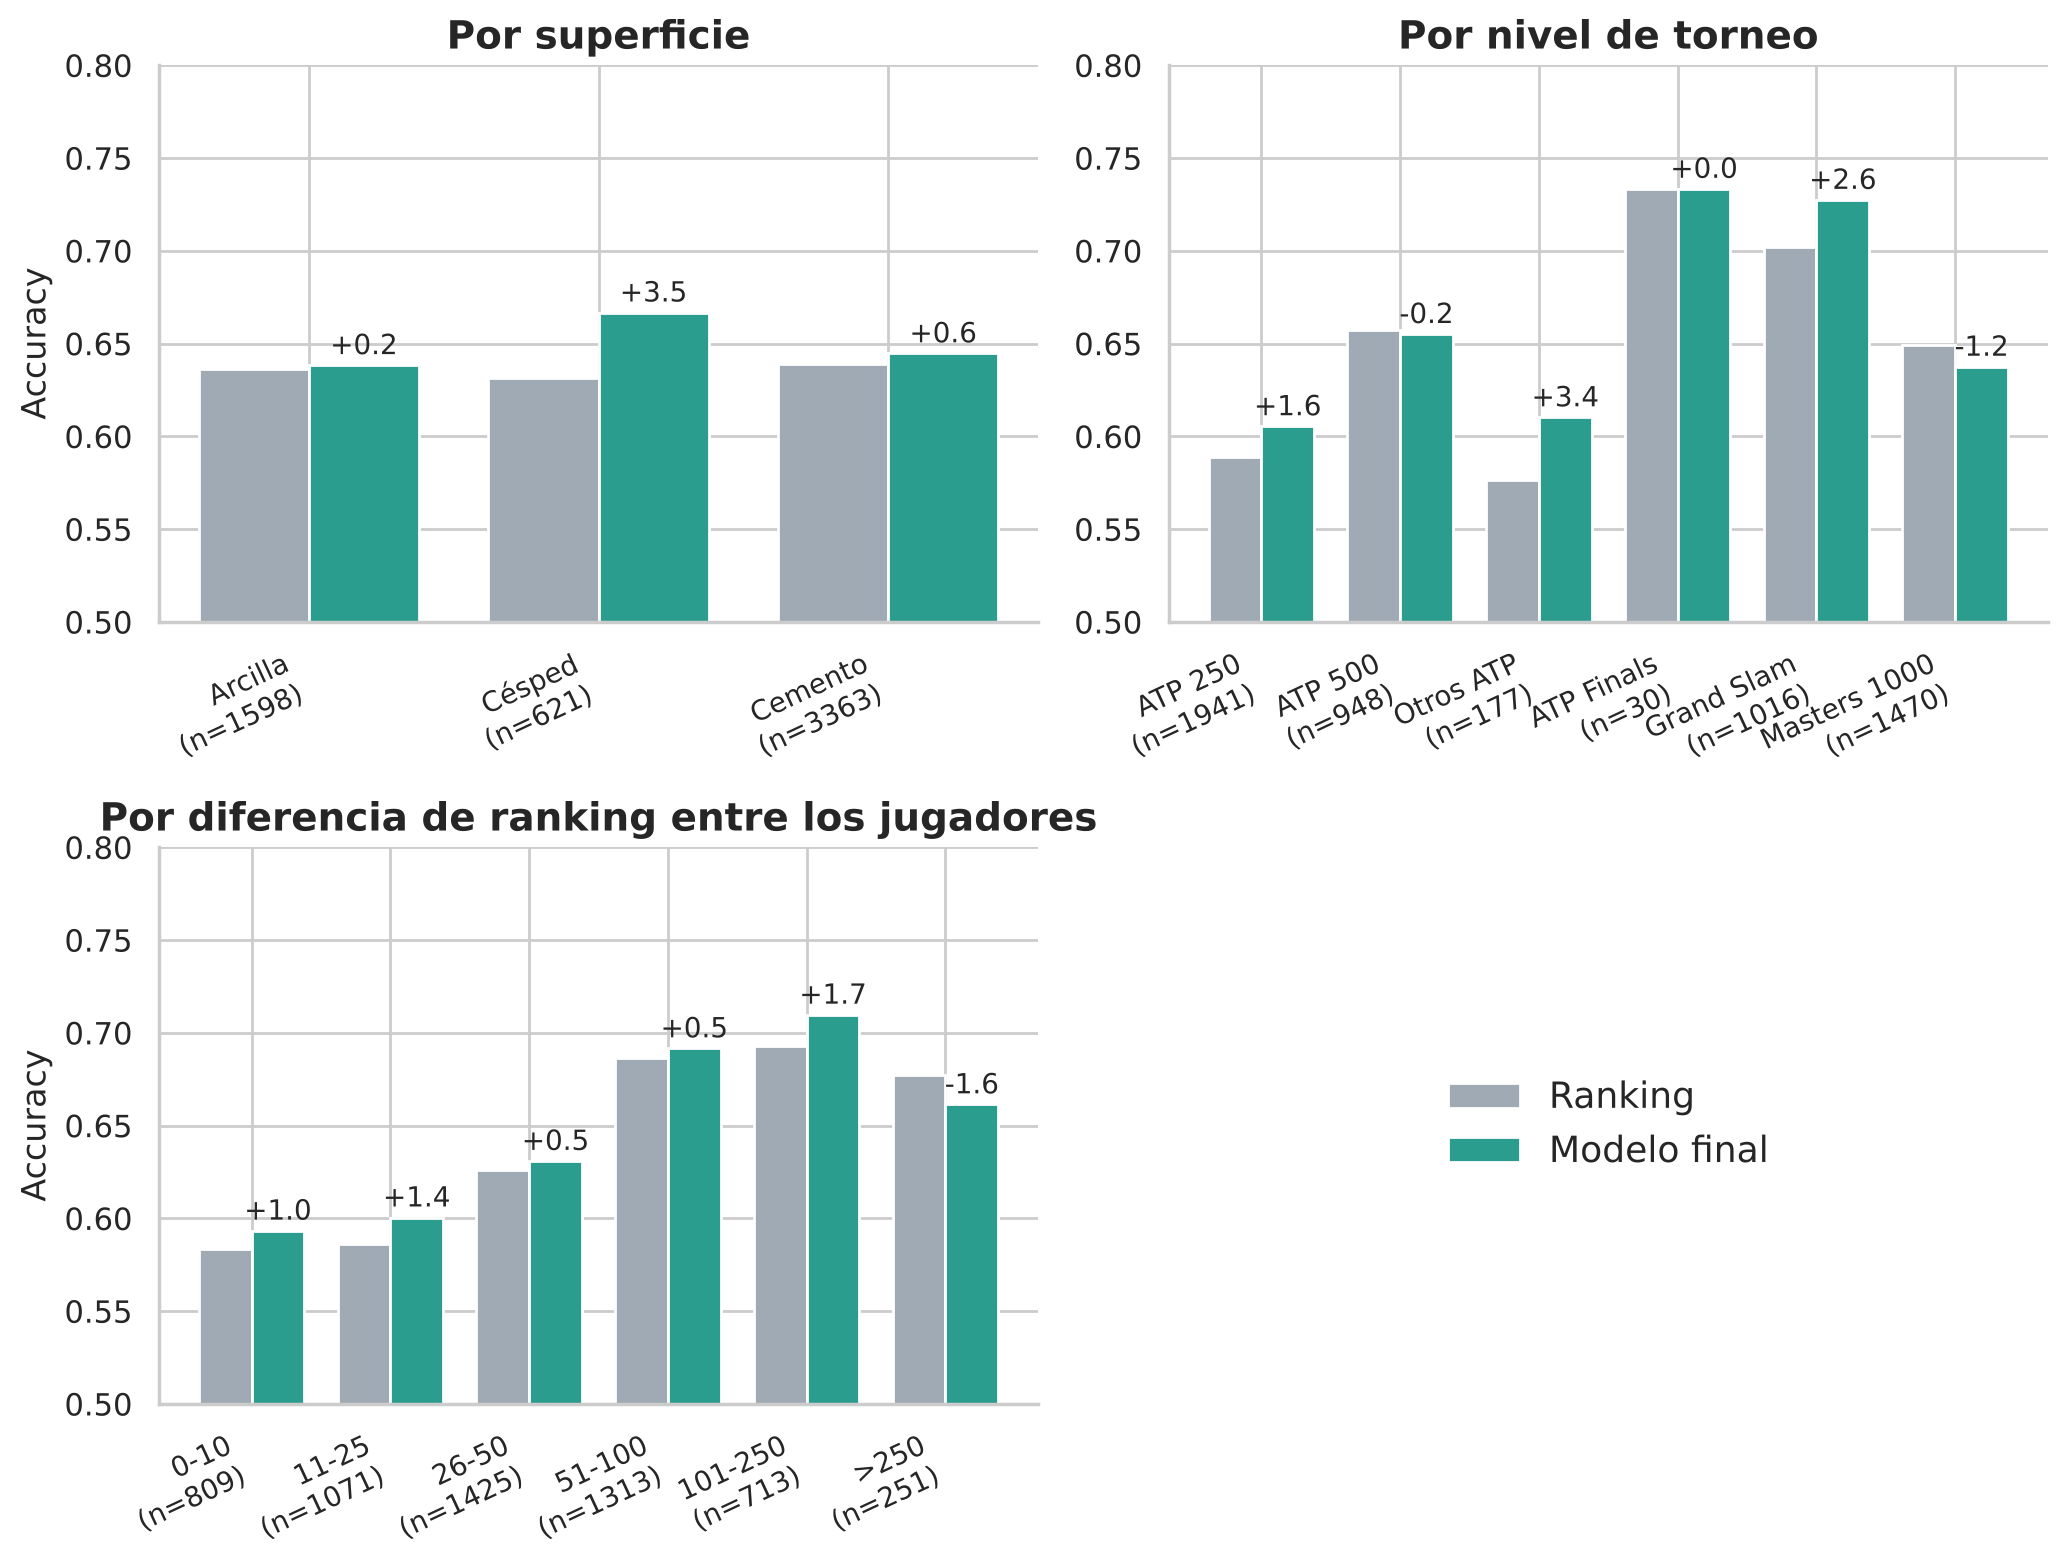 Por superficie
Accuracy
0.80
0.75
0.70
0.65
0.60
0.55
0.50
+0.2
+3.5
+0.6
Arcilla
(n=1598)
Césped
(n=621)
Cemento
(n=3363)
Por nivel de torneo
0.80
0.75
0.70
0.65
0.60
0.55
0.50
+1.6
-0.2
+3.4
+0.0
+2.6
-1.2
ATP 250
(n=1941)
ATP 500
(n=948)
Otros ATP
(n=177)
ATP Finals
(n=30)
Grand Slam
(n=1016)
Masters 1000
(n=1470)
Por diferencia de ranking entre los jugadores
Accuracy
0.80
0.75
0.70
0.65
0.60
0.55
0.50
+1.0
+1.4
+0.5
+0.5
+1.7
-1.6
0-10
(n=809)
11-25
(n=1071)
26-50
(n=1425)
51-100
(n=1313)
101-250
(n=713)
>250
(n=251)
Ranking
Modelo final